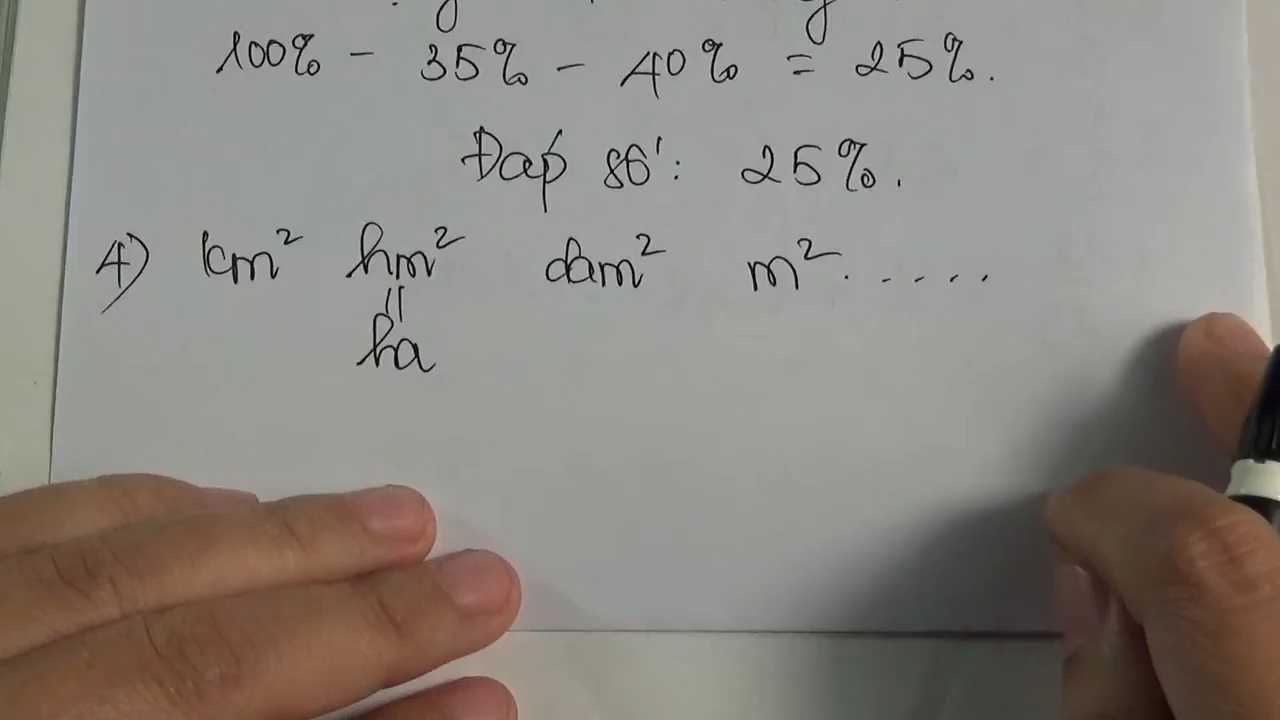 100% - 35% - 40% = 25%.
Đáp số: 25%.
4) km² hm² dam² m². ....
=
ha